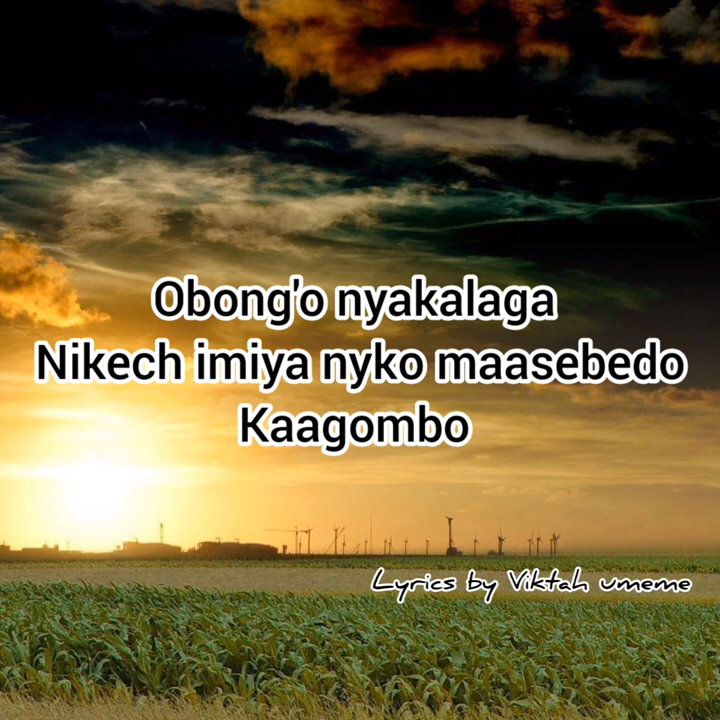 Obong'o nyakalaga
Nikech imiya nyko maasebedo
Kaagombo
Lyrics by Viktah umeme